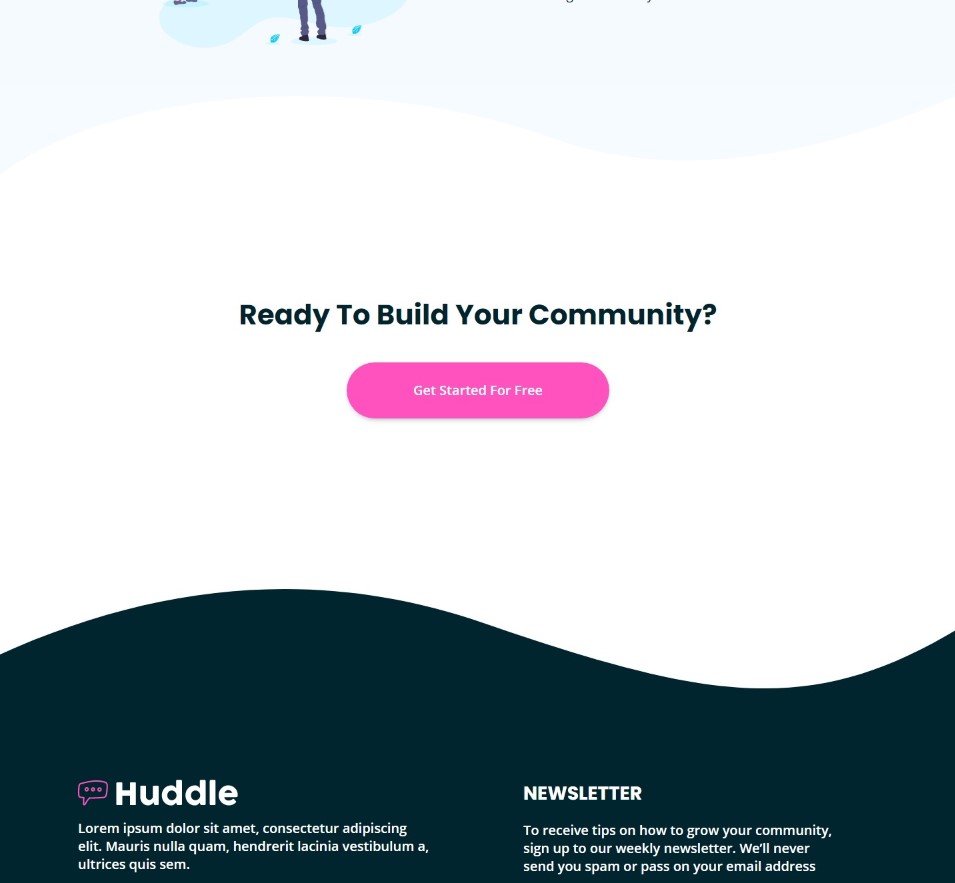 Ready To Build Your Community?
Get Started For Free
Huddle
Lorem ipsum dolor sit amet, consectetur adipiscing
elit. Mauris nulla quam, hendrerit lacinia vestibulum a,
ultrices quis sem.
NEWSLETTER
To receive tips on how to grow your community,
sign up to our weekly newsletter. We’ll never
send you spam or pass on your email address